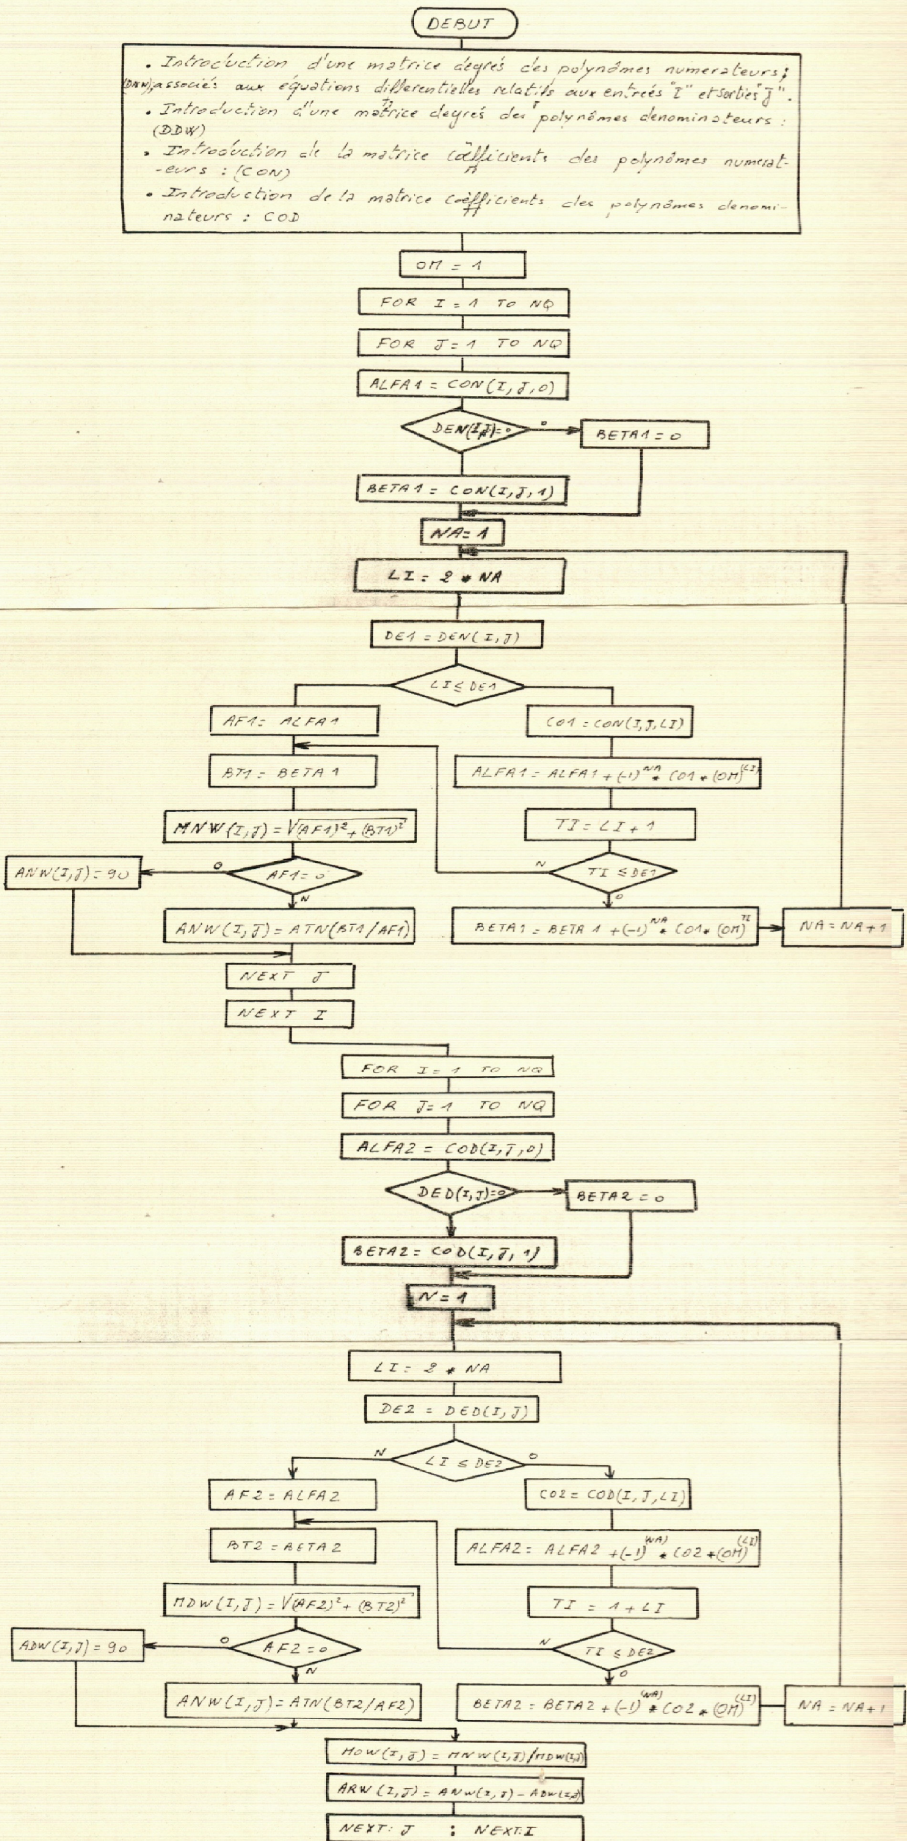 DEBUT
• Introduction d'une matrice degrés des polynômes numerateurs;
(DNW), associés aux équations differentielles relatifs aux entreés "I" et sorties "J".
• Introduction d'une matrice degrés des polynômes denominateurs :
(DDW)
• Introduction de la matrice coefficients des polynômes numerat-
-eurs : (CON)
• Introduction de la matrice coefficients des polynômes denomi-
nateurs : COD
OM = 1
FOR I = 1 TO NQ
FOR J = 1 TO NQ
ALFA1 = CON(I,J,0)
DEN(I,J)=0
o
BETA1 = 0
BETA1 = CON(I,J,1)
NA=1
LI = 2 * NA
DE1 = DEN(I,J)
LI ≤ DE1
AF1 = ALFA1
CO1 = CON(I,J,LI)
BT1 = BETA1
ALFA1 = ALFA1 + (-1)^NA * CO1 * (OM)^(LI)
MNW(I,J) = √(AF1)² + (BT1)²
TI = LI + 1
ANW(I,J) = 90
O
AF1=0
N
N
TI ≤ DE1
O
ANW(I,J) = ATN(BT1/AF1)
BETA1 = BETA1 + (-1)^NA * CO1 * (OM)^TI
NA = NA + 1
NEXT J
NEXT I
FOR I = 1 TO NQ
FOR J = 1 TO NQ
ALFA2 = COD(I,J,0)
DED(I,J)=0
BETA2 = 0
BETA2 = COD(I,J,1)
N = 1
LI = 2 * NA
DE2 = DED(I,J)
N
LI ≤ DE2
O
AF2 = ALFA2
CO2 = COD(I,J,LI)
BT2 = BETA2
ALFA2 = ALFA2 + (-1)^(NA) * CO2 * (OM)^(LI)
MDW(I,J) = √(AF2)² + (BT2)²
TI = 1 + LI
ADW(I,J) = 90
O
AF2=0
N
N
TI ≤ DE2
O
ANW(I,J) = ATN(BT2/AF2)
BETA2 = BETA2 + (-1)^(NA) * CO2 * (OM)^(LI)
NA = NA + 1
MOW(I,J) = MNW(I,J)/MDW(I,J)
ARW(I,J) = ANW(I,J) - ADW(I,J)
NEXT: J : NEXT: I